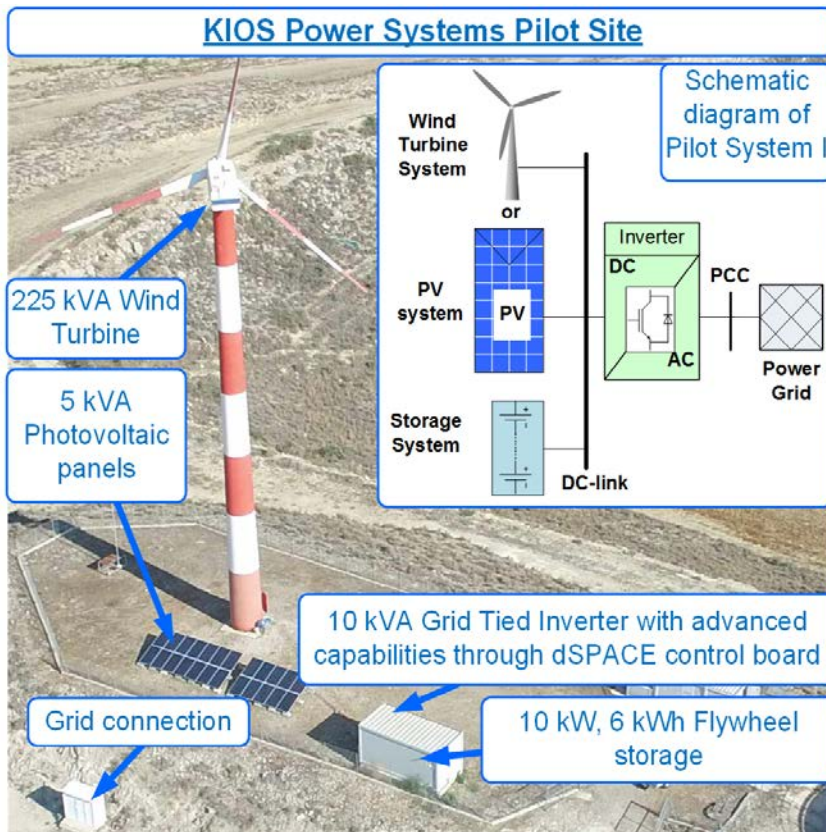 KIOS Power Systems Pilot Site
Schematic
diagram of
Pilot System I
Wind
Turbine
System
or
PV
system
PV
Storage
System
DC-link
Inverter
DC
AC
PCC
Power
Grid
225 kVA Wind
Turbine
5 kVA
Photovoltaic
panels
10 kVA Grid Tied Inverter with advanced
capabilities through dSPACE control board
Grid connection
10 kW, 6 kWh Flywheel
storage